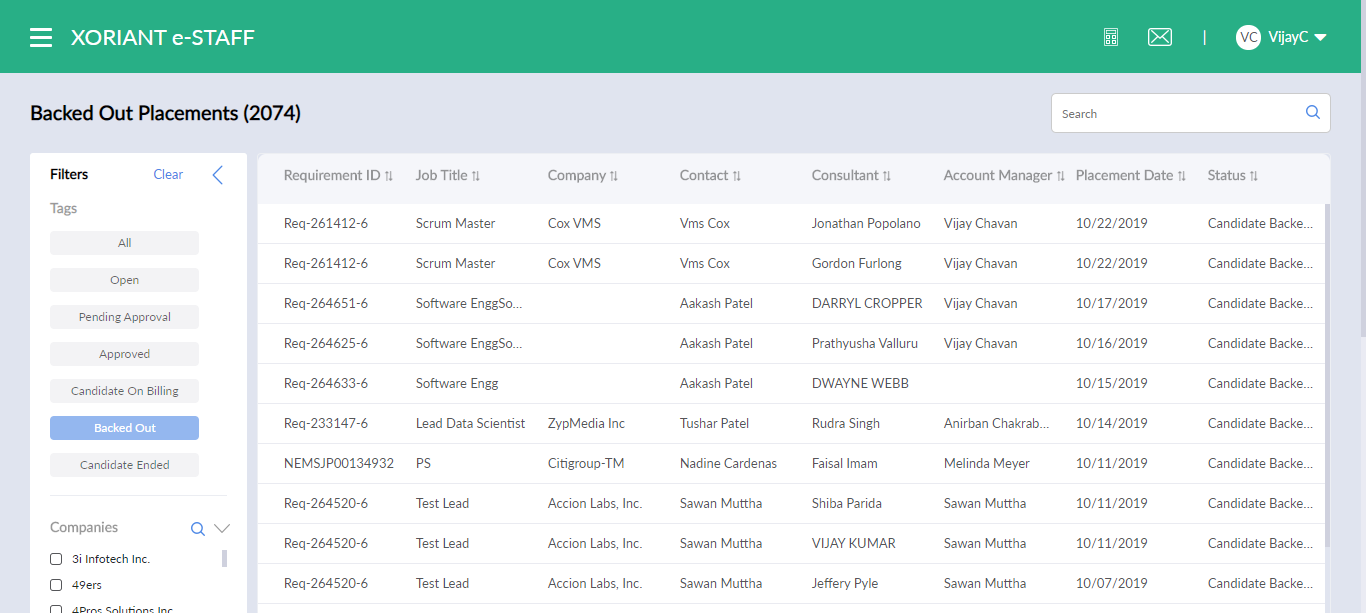 XORIANT e-STAFF
VC VijayC
Backed Out Placements (2074)
Search
Filters Clear
Tags
All
Open
Pending Approval
Approved
Candidate On Billing
Backed Out
Candidate Ended
Companies
3i Infotech Inc.
49ers
4Pros Solutions Inc
Requirement ID Job Title Company Contact Consultant Account Manager Placement Date Status
Req-261412-6 Scrum Master Cox VMS Vms Cox Jonathan Popolano Vijay Chavan 10/22/2019 Candidate Backe...
Req-261412-6 Scrum Master Cox VMS Vms Cox Gordon Furlong Vijay Chavan 10/22/2019 Candidate Backe...
Req-264651-6 Software EnggSo... Aakash Patel DARRYL CROPPER Vijay Chavan 10/17/2019 Candidate Backe...
Req-264625-6 Software EnggSo... Aakash Patel Prathyusha Valluru Vijay Chavan 10/16/2019 Candidate Backe...
Req-264633-6 Software Engg Aakash Patel DWAYNE WEBB 10/15/2019 Candidate Backe...
Req-233147-6 Lead Data Scientist ZypMedia Inc Tushar Patel Rudra Singh Anirban Chakrab... 10/14/2019 Candidate Backe...
NEMSJP00134932 PS Citigroup-TM Nadine Cardenas Faisal Imam Melinda Meyer 10/11/2019 Candidate Backe...
Req-264520-6 Test Lead Accion Labs, Inc. Sawan Muttha Shiba Parida Sawan Muttha 10/11/2019 Candidate Backe...
Req-264520-6 Test Lead Accion Labs, Inc. Sawan Muttha VIJAY KUMAR Sawan Muttha 10/11/2019 Candidate Backe...
Req-264520-6 Test Lead Accion Labs, Inc. Sawan Muttha Jeffery Pyle Sawan Muttha 10/07/2019 Candidate Backe...